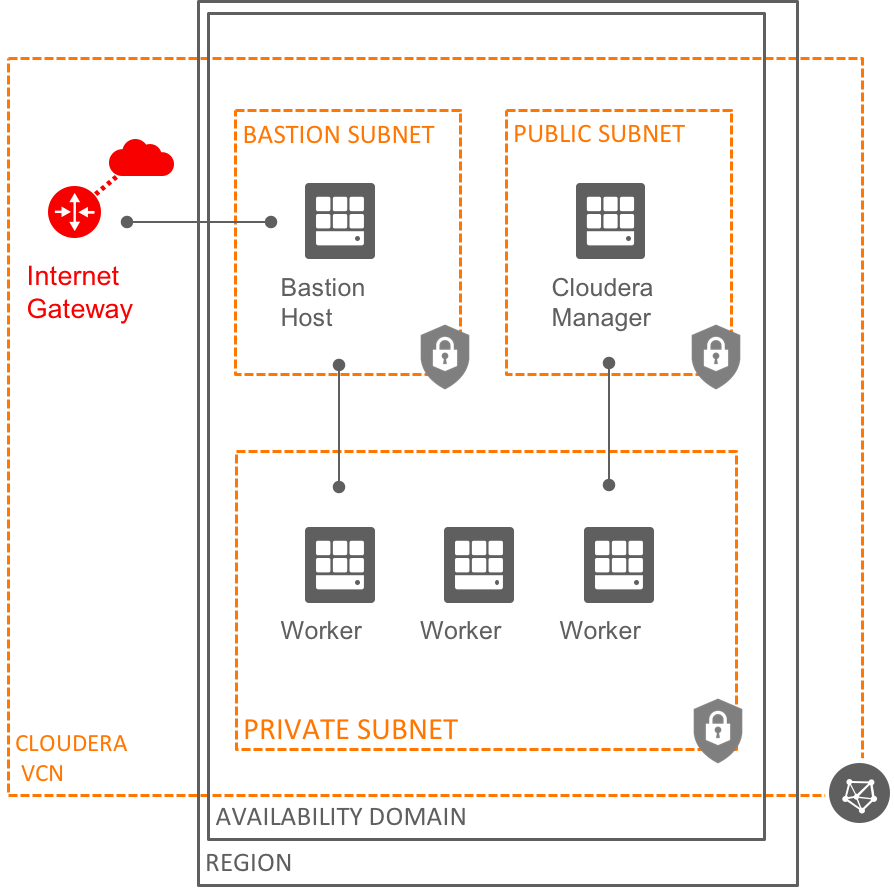 BASTION SUBNET
PUBLIC SUBNET
Internet
Gateway
Bastion
Host
Cloudera
Manager
Worker
Worker
Worker
PRIVATE SUBNET
CLOUDERA
VCN
AVAILABILITY DOMAIN
REGION